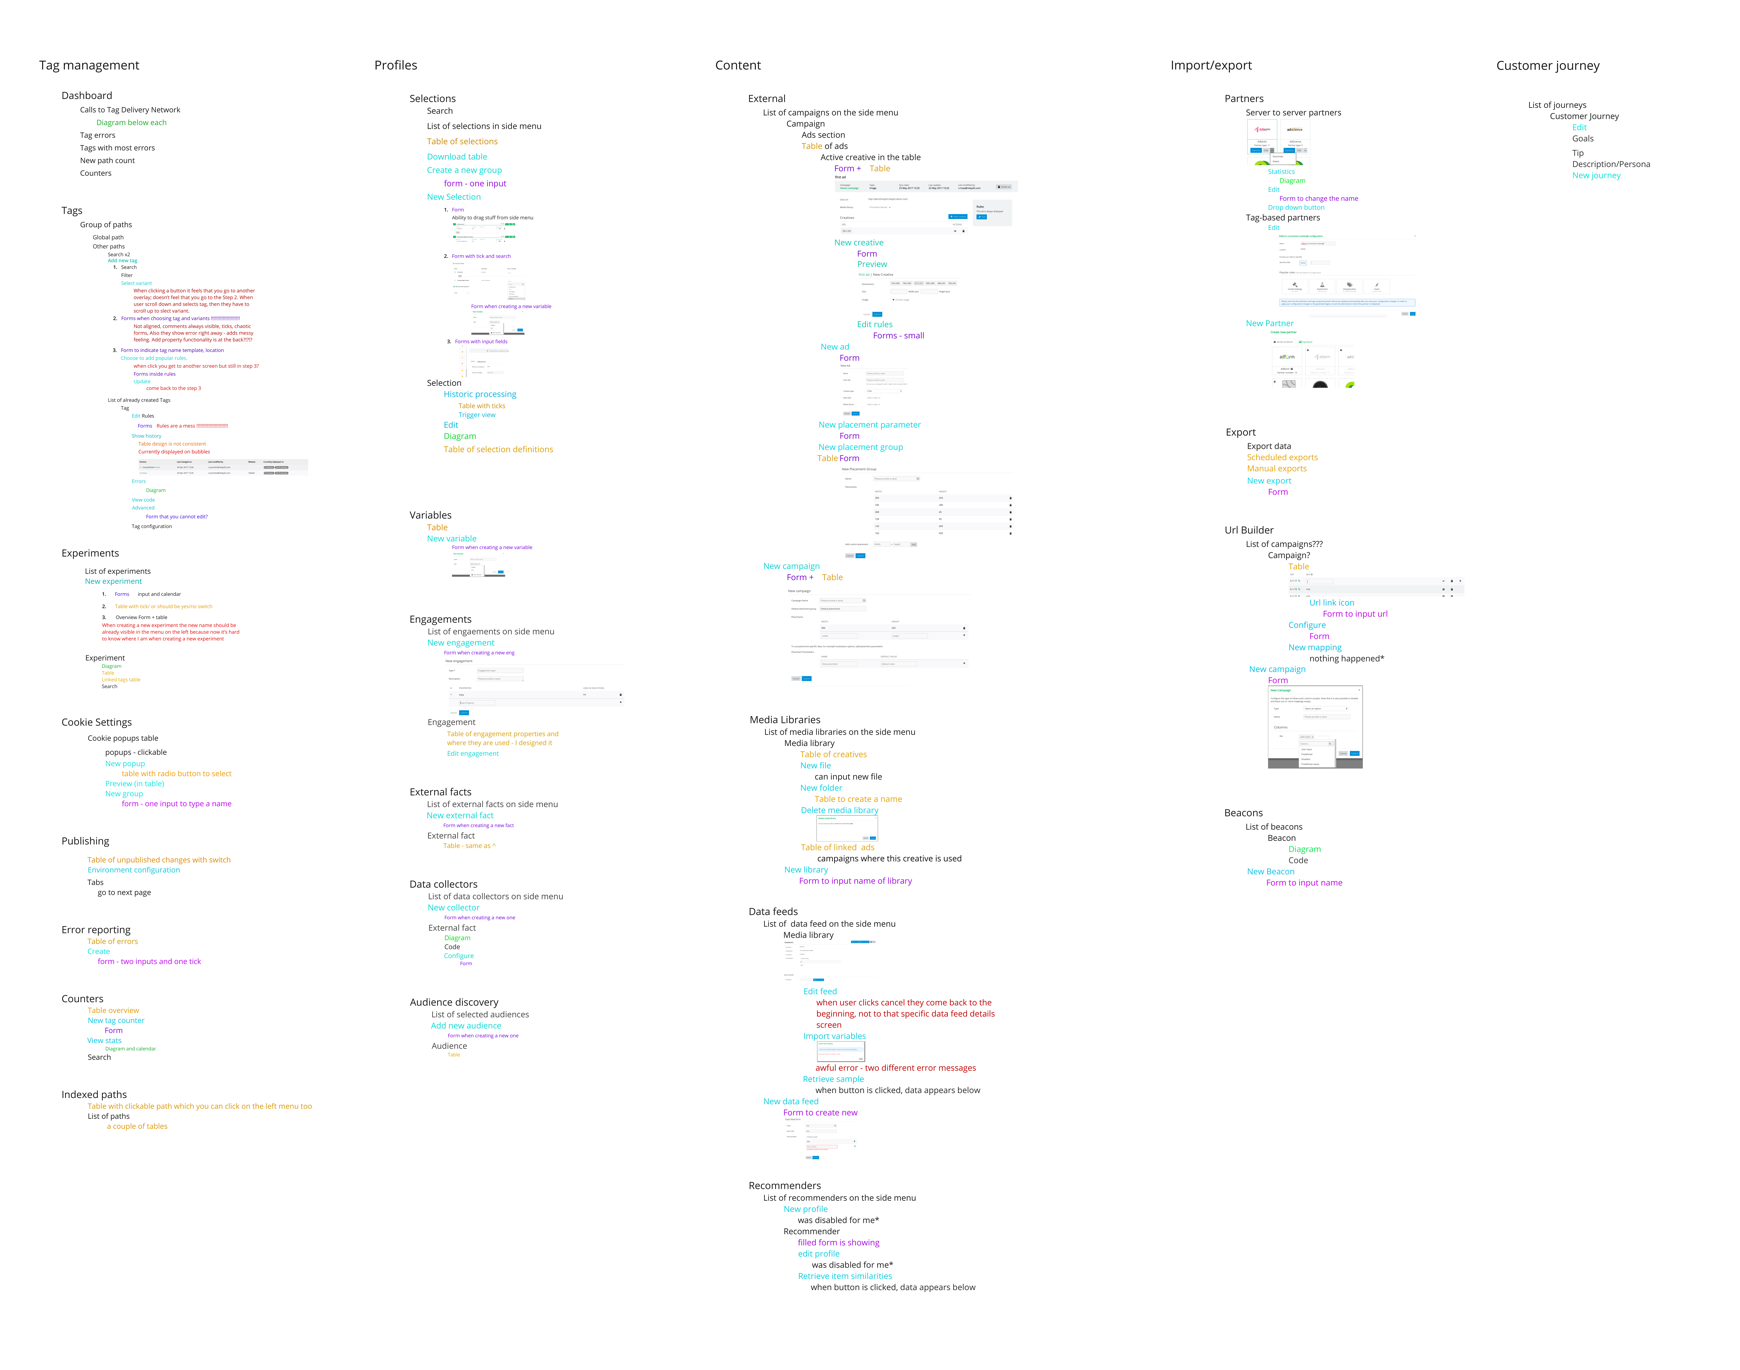 Tag management
Dashboard
Calls to Tag Delivery Network
Diagram below each
Tag errors
Tags with most errors
New path count
Counters
Tags
Group of paths
Global path
Other paths
Search x2
Add new tag
1. Search
Filter
Select variant
When clicking a button it feels that you go to another
overlay; doesn't feel that you go to the Step 2. When
user scroll down and selects tag, then they have to
scroll up to slect variant.
2. Forms when choosing tag and variants
Not aligned, comments always visible, ticks, chaotic
forms, Also they show error right away - adds messy
feeling. Add property functionality is at the back????
3. Form to indicate tag name template, location
Choose to add popular rules
when click you get to another screen but still in step 3?
Forms inside rules
Update
come back to the step 3
List of already created Tags
Tag
Edit Rules
Forms Rules are a mess
Show history
Table design is not consistent
Currently displayed on bubbles
Errors
Diagram
View code
Advanced
Form that you cannot edit?
Tag configuration
Experiments
List of experiments
New experiment
1. Forms input and calendar
2. Table with tick/ or should be yes/no switch
3. Overview Form + table
When creating a new experiment the new name should be
already visible in the menu on the left because now it's hard
to know where I am when creating a new experiment
Experiment
Diagram
Table
Linked tags table
Search
Cookie Settings
Cookie popups table
popups - clickable
New popup
table with radio button to select
Preview (in table)
New group
form - one input to type a name
Publishing
Table of unpublished changes with switch
Environment configuration
Tabs
go to next page
Error reporting
Table of errors
Create
form - two inputs and one tick
Counters
Table overview
New tag counter
Form
View stats
Diagram and calendar
Search
Indexed paths
Table with clickable path which you can click on the left menu too
List of paths
a couple of tables
Profiles
Selections
Search
List of selections in side menu
Table of selections
Download table
Create a new group
form - one input
New Selection
1. Form
Ability to drag stuff from side menu
2. Form with tick and search
Form when creating a new variable
3. Forms with input fields
Selection
Historic processing
Table with ticks
Trigger view
Edit
Diagram
Table of selection definitions
Variables
Table
New variable
Form when creating a new variable
Engagements
List of engaements on side menu
New engagement
Form when creating a new eng
New engagement
Engagement
Table of engagement properties and
where they are used - I designed it
Edit engagement
External facts
List of external facts on side menu
New external fact
Form when creating a new fact
External fact
Table - same as ^
Data collectors
List of data collectors on side menu
New collector
Form when creating a new one
External fact
Diagram
Code
Configure
Form
Audience discovery
List of selected audiences
Add new audience
Form when creating a new one
Audience
Table
Content
External
List of campaigns on the side menu
Campaign
Ads section
Table of ads
Active creative in the table
Form + Table
Creatives
New creative
Form
Preview
Edit rules
Forms - small
New ad
Form
New placement parameter
Form
New placement group
Table Form
New Placement Group
New campaign
Form + Table
New campaign
Media Libraries
List of media libraries on the side menu
Media library
Table of creatives
New file
can input new file
New folder
Table to create a name
Delete media library
Table of linked ads
campaigns where this creative is used
New library
Form to input name of library
Data feeds
List of data feed on the side menu
Media library
Edit feed
when user clicks cancel they come back to the
beginning, not to that specific data feed details
screen
Import variables
awful error - two different error messages
Retrieve sample
when button is clicked, data appears below
New data feed
Form to create new
Recommenders
List of recommenders on the side menu
New profile
was disabled for me*
Recommender
filled form is showing
edit profile
was disabled for me*
Retrieve item similarities
when button is clicked, data appears below
Import/export
Partners
Server to server partners
Statistics
Diagram
Edit
Form to change the name
Drop down button
Tag-based partners
Edit
New Partner
Export
Export data
Scheduled exports
Manual exports
New export
Form
Url Builder
List of campaigns???
Campaign?
Table
Url link icon
Form to input url
Configure
Form
New mapping
nothing happened*
New campaign
Form
Columns
Beacons
List of beacons
Beacon
Diagram
Code
New Beacon
Form to input name
Customer journey
List of journeys
Customer Journey
Edit
Goals
Tip
Description/Persona
New journey